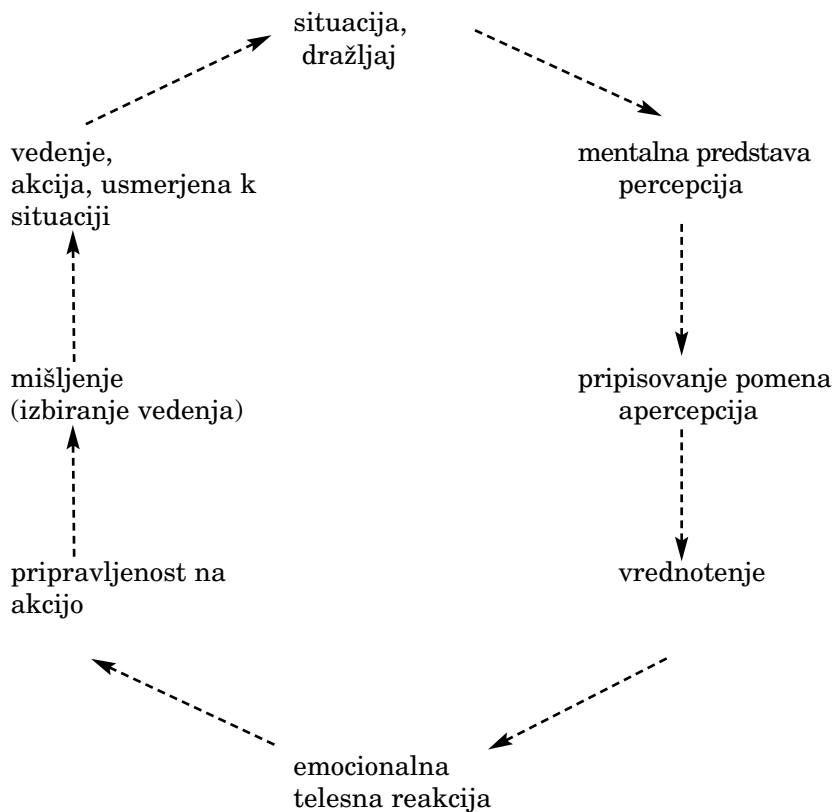 situacija,
dražljaj
mentalna predstava
percepcija
pripisovanje pomena
apercepcija
vrednotenje
emocionalna
telesna reakcija
pripravljenost na
akcijo
mišljenje
(izbiranje vedenja)
vedenje,
akcija, usmerjena k
situaciji